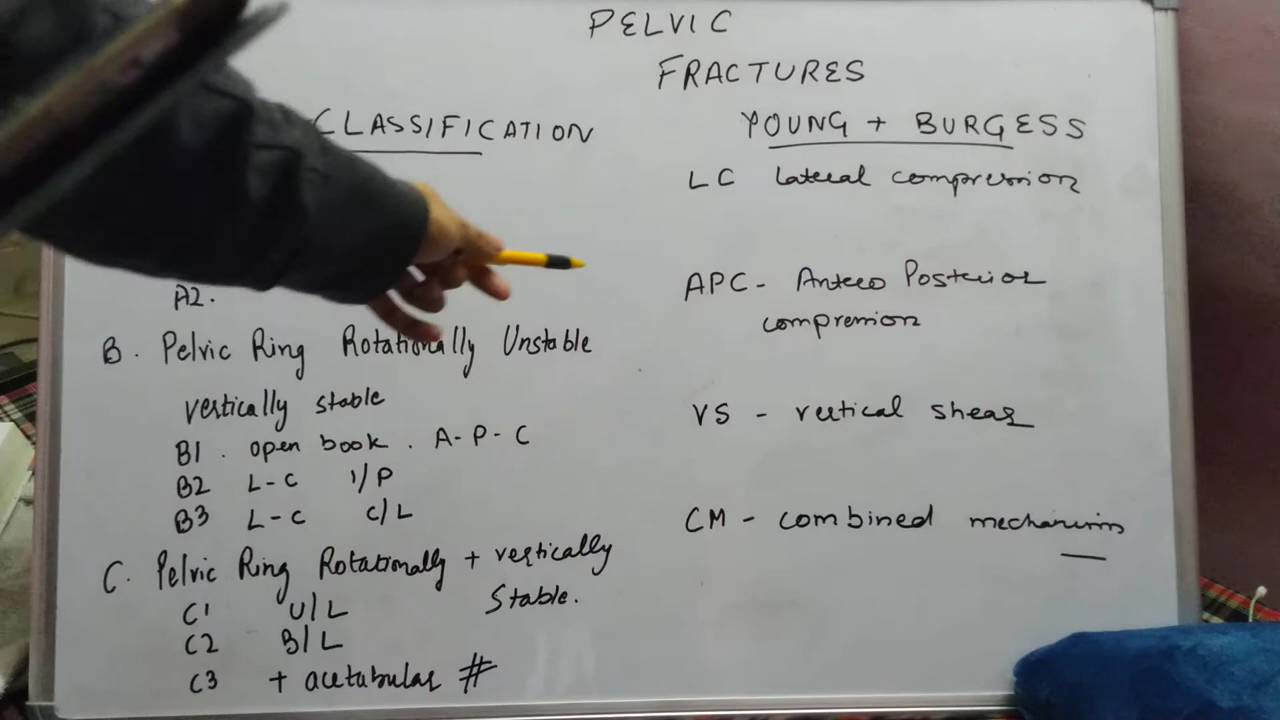 PELVIC
FRACTURES
CLASSIFICATION
A2.
B. Pelvic Ring Rotationally Unstable
vertically stable
B1. open book. A-P-C
B2 L-C I/P
B3 L-C C/L
C. Pelvic Ring Rotationally + vertically
Stable.
C1 U/L
C2 B/L
C3 + acetabular #
YOUNG + BURGESS
LC Lateral compression
APC- Antero Posterior
compression
VS - vertical shear
CM - combined mechanism